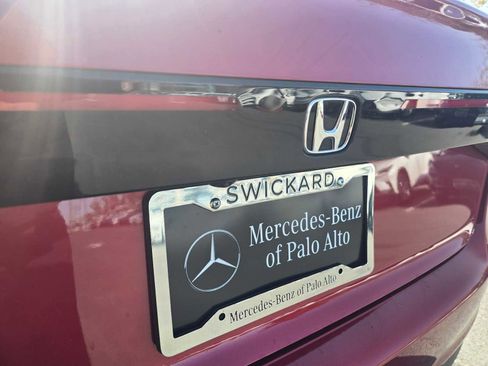 SWICKARD
Mercedes-Benz
of Palo Alto
Mercedes-Benz of Palo Alto